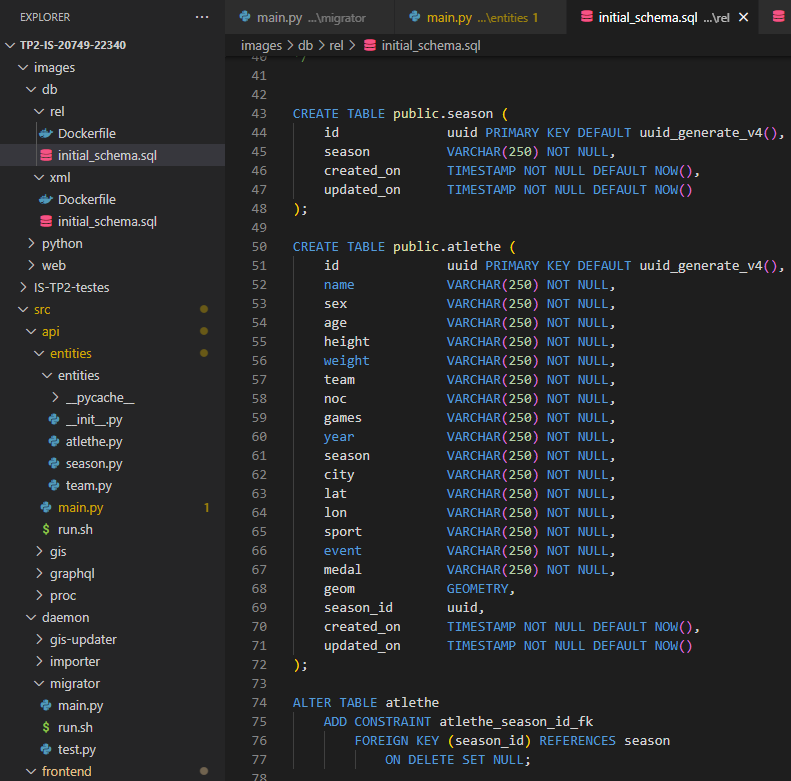 EXPLORER
···
TP2-IS-20749-22340
images
db
rel
Dockerfile
initial_schema.sql
xml
Dockerfile
initial_schema.sql
python
web
IS-TP2-testes
src
api
entities
entities
__pycache__
__init__.py
atlethe.py
season.py
team.py
main.py 1
run.sh
gis
graphql
proc
daemon
gis-updater
importer
migrator
main.py
run.sh
test.py
frontend
main.py ...\migrator
main.py ...\entities 1
initial_schema.sql ...\rel
images > db > rel > initial_schema.sql
40 */
41
42
43 CREATE TABLE public.season (
44 id uuid PRIMARY KEY DEFAULT uuid_generate_v4(),
45 season VARCHAR(250) NOT NULL,
46 created_on TIMESTAMP NOT NULL DEFAULT NOW(),
47 updated_on TIMESTAMP NOT NULL DEFAULT NOW()
48 );
49
50 CREATE TABLE public.atlethe (
51 id uuid PRIMARY KEY DEFAULT uuid_generate_v4(),
52 name VARCHAR(250) NOT NULL,
53 sex VARCHAR(250) NOT NULL,
54 age VARCHAR(250) NOT NULL,
55 height VARCHAR(250) NOT NULL,
56 weight VARCHAR(250) NOT NULL,
57 team VARCHAR(250) NOT NULL,
58 noc VARCHAR(250) NOT NULL,
59 games VARCHAR(250) NOT NULL,
60 year VARCHAR(250) NOT NULL,
61 season VARCHAR(250) NOT NULL,
62 city VARCHAR(250) NOT NULL,
63 lat VARCHAR(250) NOT NULL,
64 lon VARCHAR(250) NOT NULL,
65 sport VARCHAR(250) NOT NULL,
66 event VARCHAR(250) NOT NULL,
67 medal VARCHAR(250) NOT NULL,
68 geom GEOMETRY,
69 season_id uuid,
70 created_on TIMESTAMP NOT NULL DEFAULT NOW(),
71 updated_on TIMESTAMP NOT NULL DEFAULT NOW()
72 );
73
74 ALTER TABLE atlethe
75 ADD CONSTRAINT atlethe_season_id_fk
76 FOREIGN KEY (season_id) REFERENCES season
77 ON DELETE SET NULL;
78